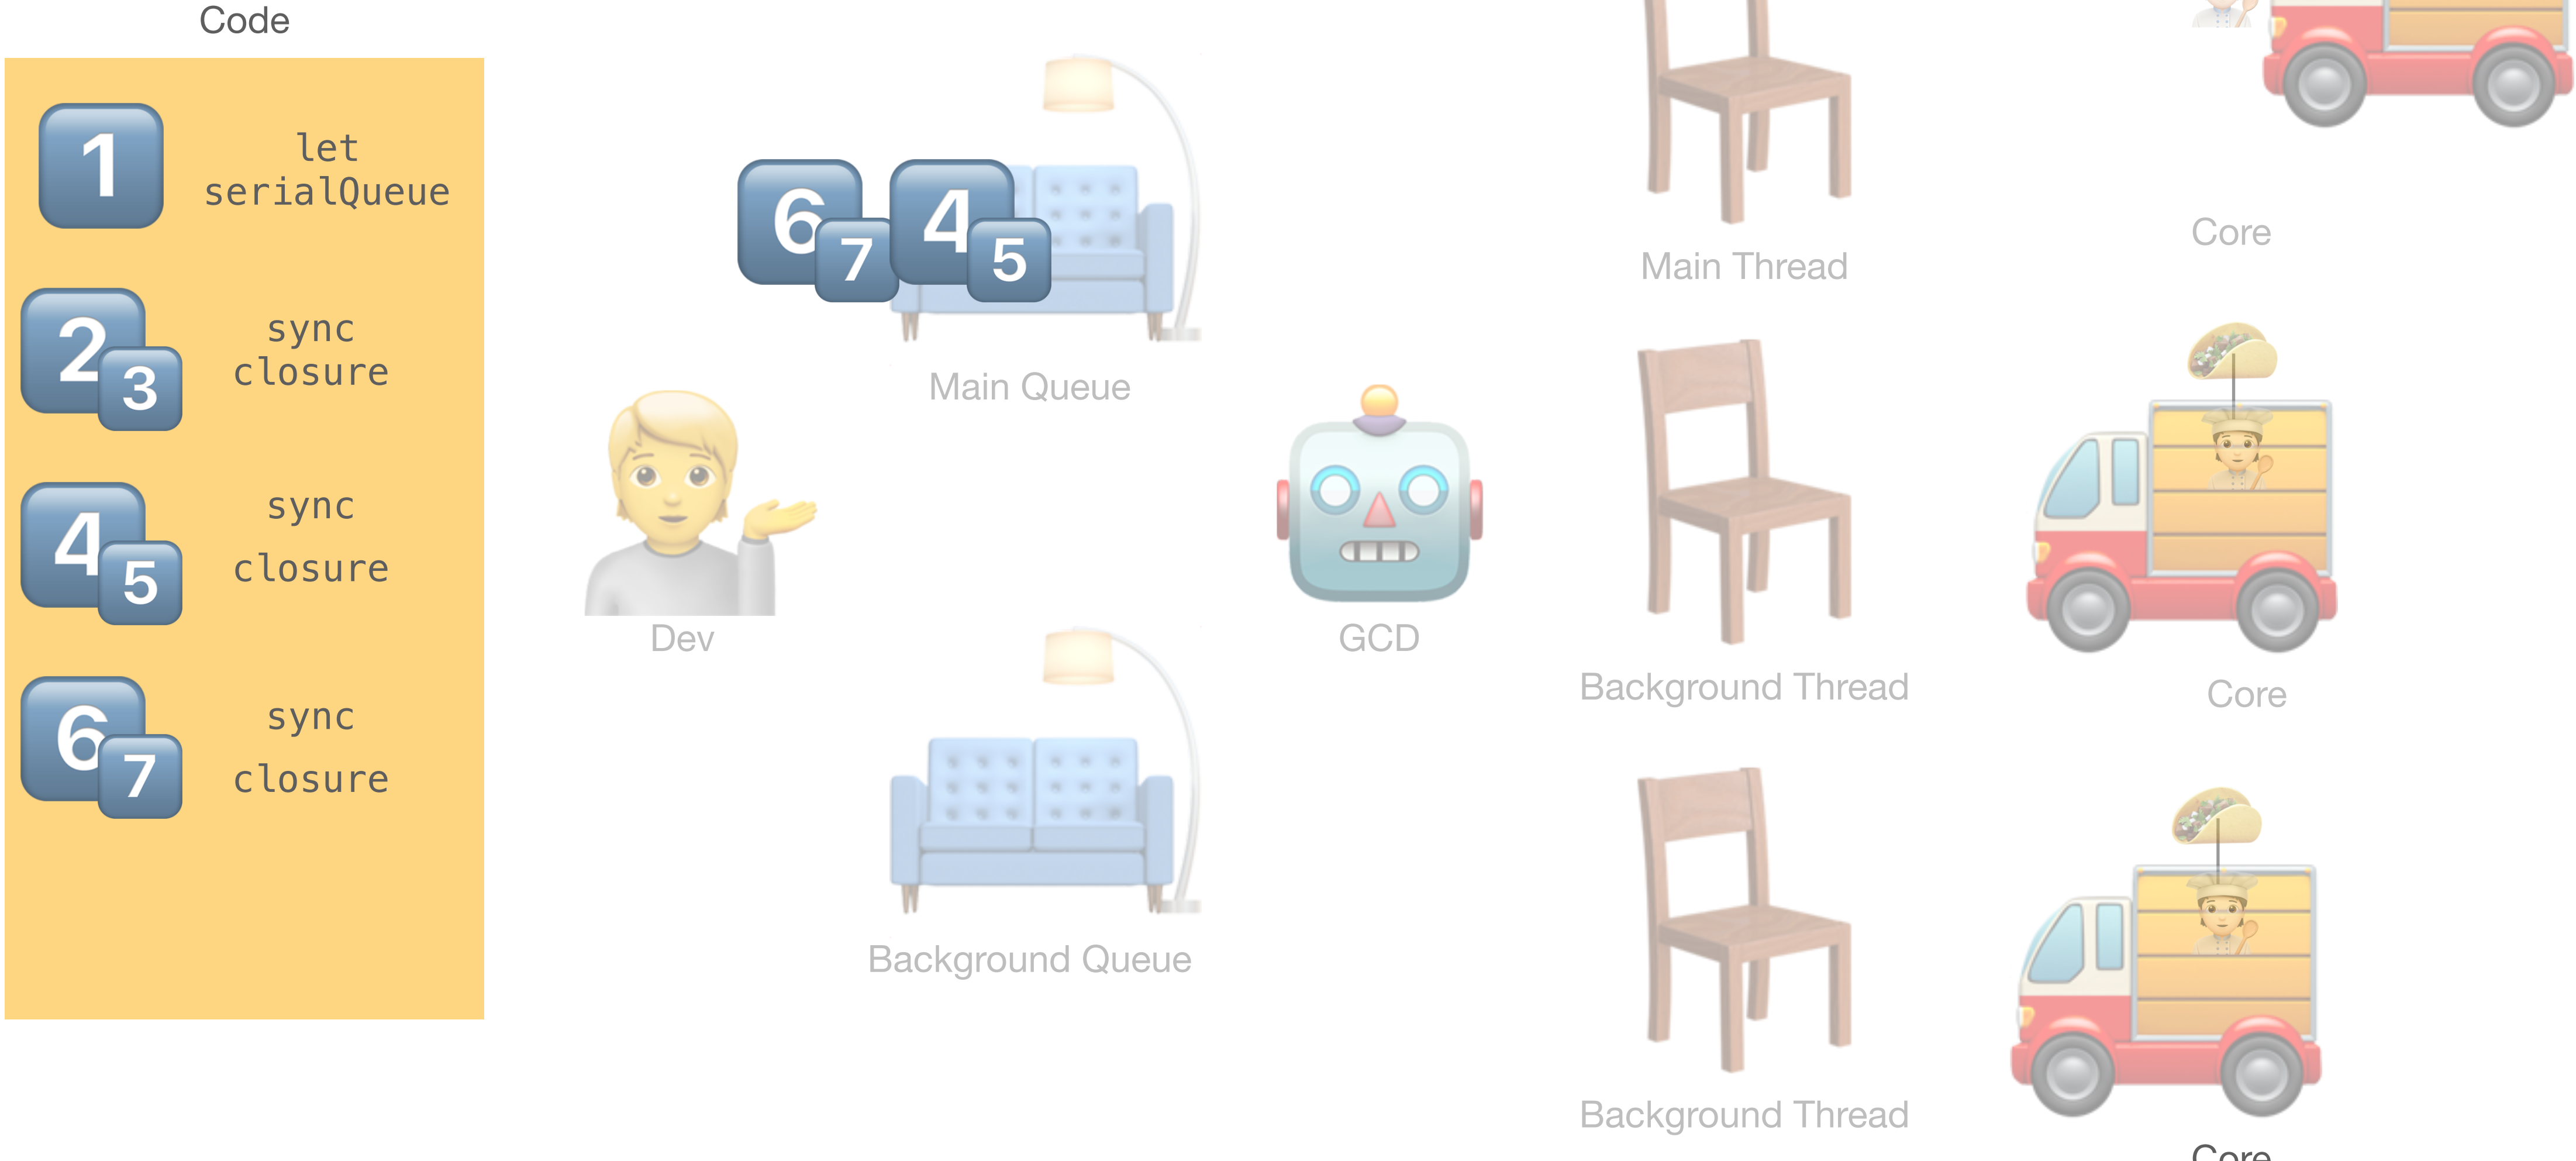 Code
1
let
serialQueue
2
3
sync
closure
4
5
sync
closure
6
7
sync
closure
6
7
4
5
Main Queue
Dev
Background Queue
GCD
Main Thread
Background Thread
Background Thread
Core
Core
Core